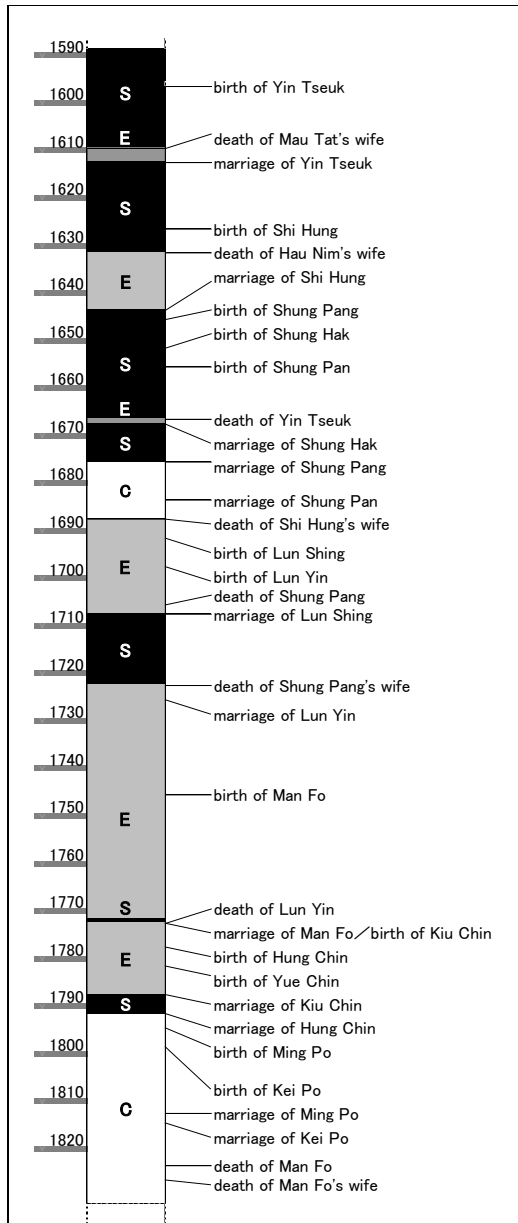 1590
S
birth of Yin Tseuk
1600
E
death of Mau Tat's wife
1610
marriage of Yin Tseuk
1620
S
birth of Shi Hung
1630
death of Hau Nim's wife
E
marriage of Shi Hung
1640
birth of Shung Pang
birth of Shung Hak
1650
S
birth of Shung Pan
1660
E
death of Yin Tseuk
1670
S
marriage of Shung Hak
marriage of Shung Pang
1680
C
marriage of Shung Pan
death of Shi Hung's wife
1690
birth of Lun Shing
E
birth of Lun Yin
1700
death of Shung Pang
marriage of Lun Shing
1710
S
1720
death of Shung Pang's wife
marriage of Lun Yin
1730
1740
birth of Man Fo
1750
E
1760
1770
S
death of Lun Yin
marriage of Man Fo／birth of Kiu Chin
birth of Hung Chin
1780
E
birth of Yue Chin
marriage of Kiu Chin
1790
S
marriage of Hung Chin
birth of Ming Po
1800
birth of Kei Po
1810
C
marriage of Ming Po
marriage of Kei Po
1820
death of Man Fo
death of Man Fo's wife